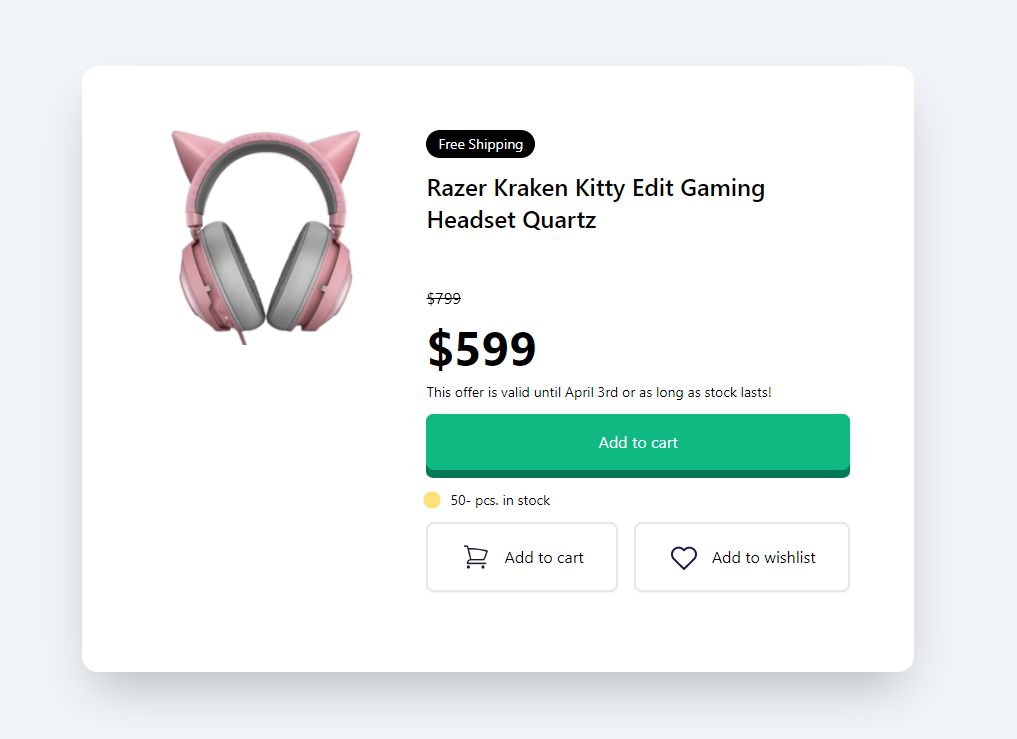 Free Shipping
Razer Kraken Kitty Edit Gaming
Headset Quartz
$799
$599
This offer is valid until April 3rd or as long as stock lasts!
Add to cart
50- pcs. in stock
Add to cart
Add to wishlist